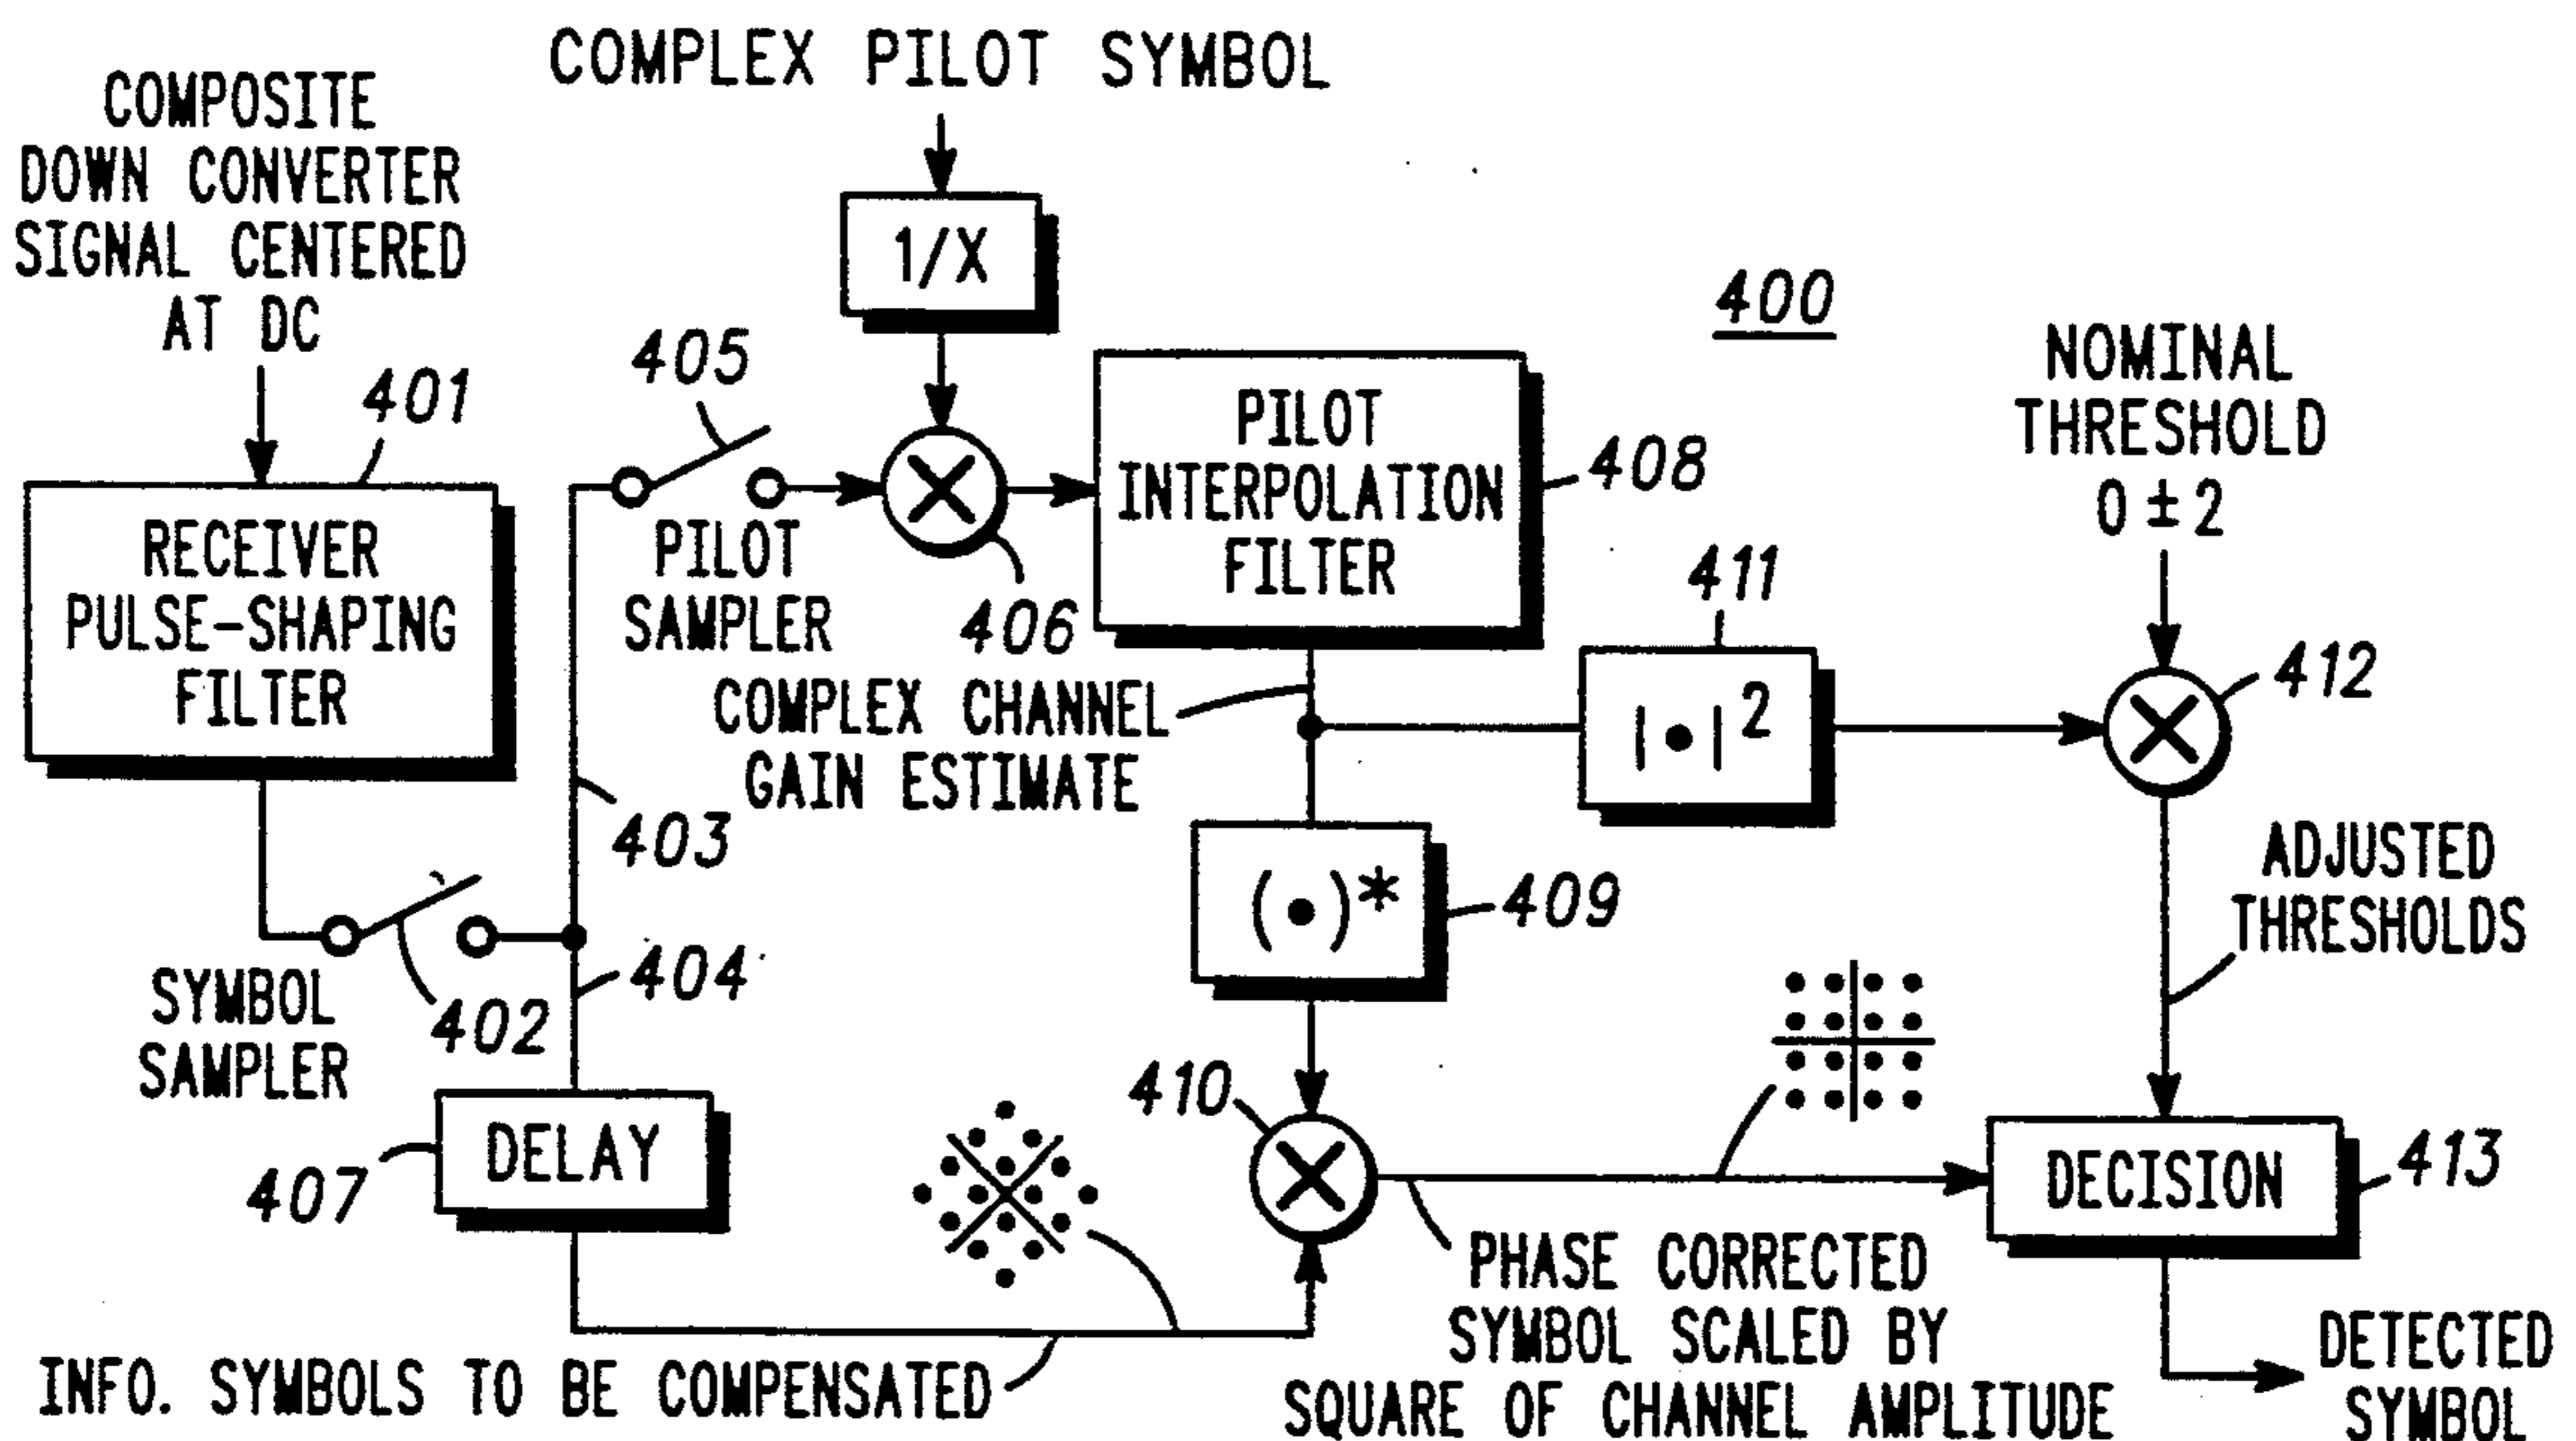 COMPLEX PILOT SYMBOL
COMPOSITE
DOWN CONVERTER
SIGNAL CENTERED
AT DC
1/X
400
401
405
NOMINAL
THRESHOLD
0 ± 2
RECEIVER
PULSE-SHAPING
FILTER
PILOT
SAMPLER
406
PILOT
INTERPOLATION
FILTER
408
411
|•|²
412
COMPLEX CHANNEL
GAIN ESTIMATE
403
(•)*
409
ADJUSTED
THRESHOLDS
SYMBOL
SAMPLER
402
404
410
DELAY
407
DECISION
413
PHASE CORRECTED
SYMBOL SCALED BY
SQUARE OF CHANNEL AMPLITUDE
INFO. SYMBOLS TO BE COMPENSATED
DETECTED
SYMBOL